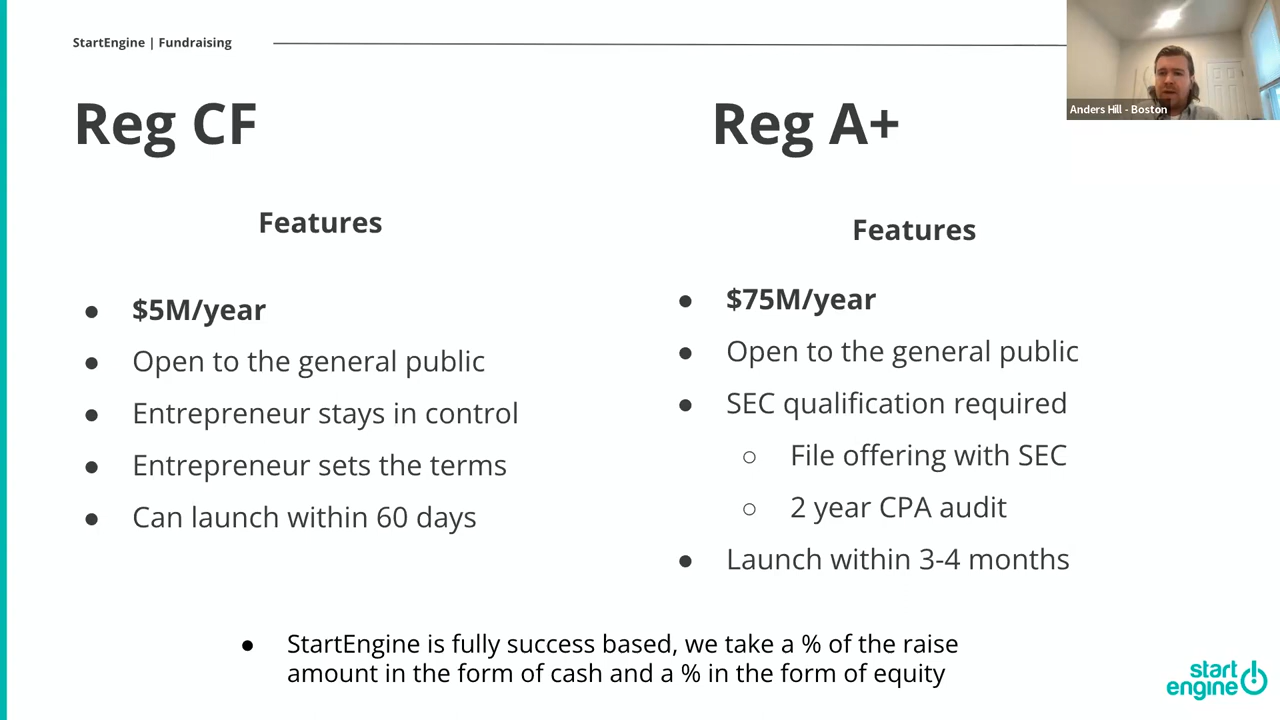 StartEngine | Fundraising
Anders Hill - Boston
Reg CF
Features
● $5M/year
● Open to the general public
● Entrepreneur stays in control
● Entrepreneur sets the terms
● Can launch within 60 days
Reg A+
Features
● $75M/year
● Open to the general public
● SEC qualification required
○ File offering with SEC
○ 2 year CPA audit
● Launch within 3-4 months
● StartEngine is fully success based, we take a % of the raise
amount in the form of cash and a % in the form of equity
start
engine